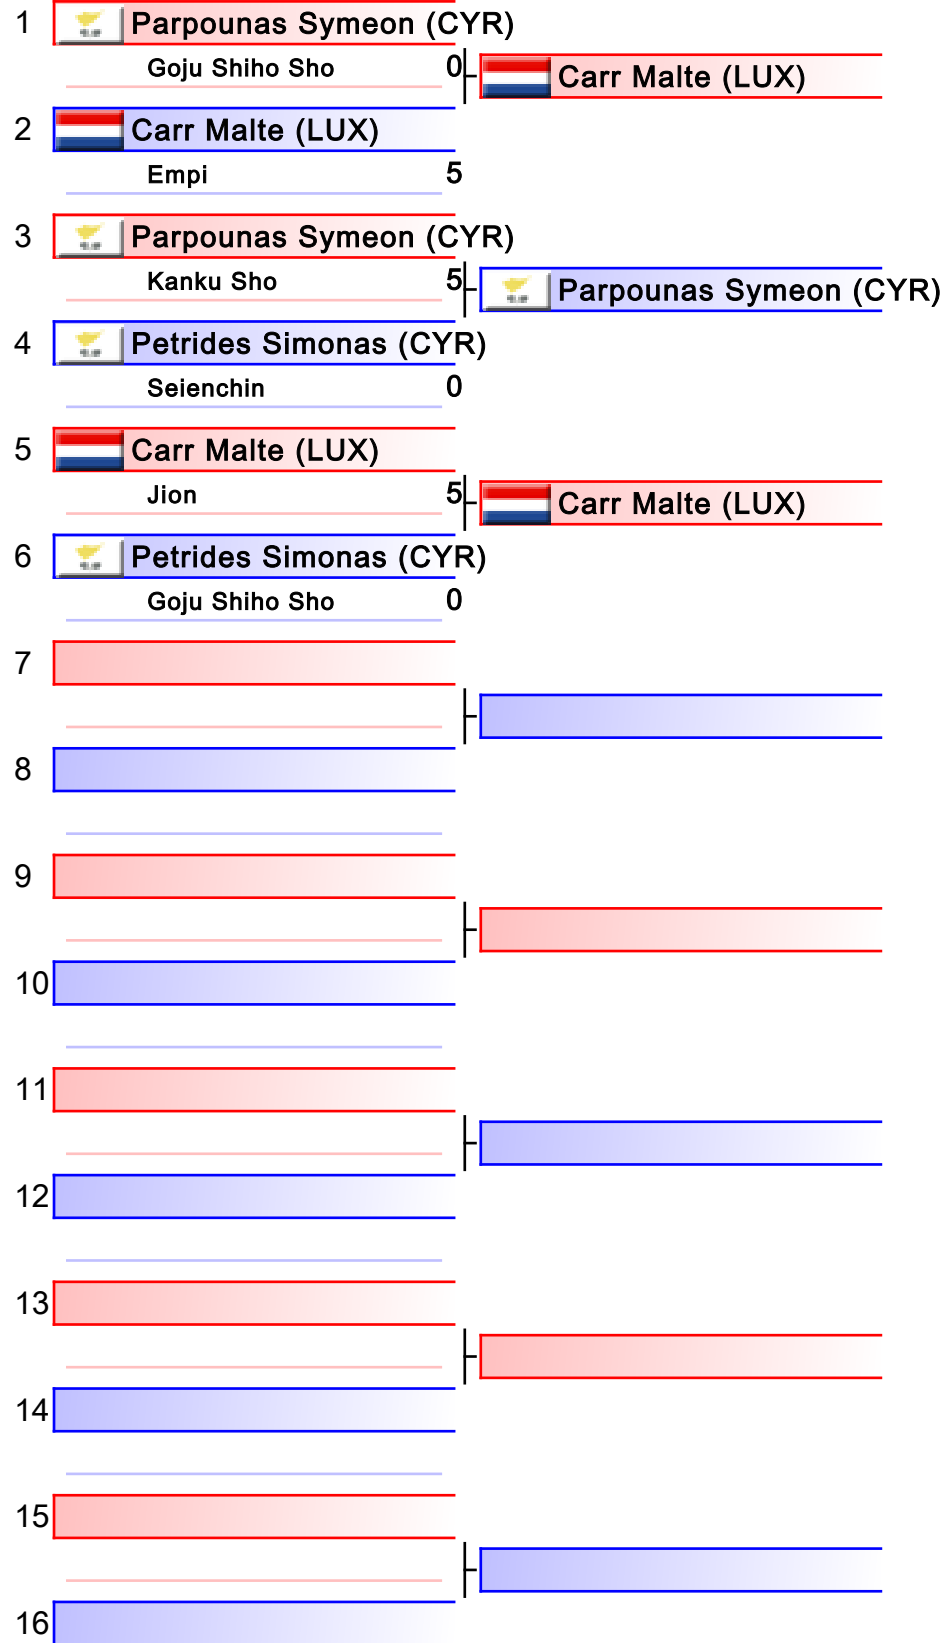 1 Parpounas Symeon (CYR)
Goju Shiho Sho 0
Carr Malte (LUX)
2 Carr Malte (LUX)
Empi 5
3 Parpounas Symeon (CYR)
Kanku Sho 5
Parpounas Symeon (CYR)
4 Petrides Simonas (CYR)
Seienchin 0
5 Carr Malte (LUX)
Jion 5
Carr Malte (LUX)
6 Petrides Simonas (CYR)
Goju Shiho Sho 0
7
8
9
10
11
12
13
14
15
16